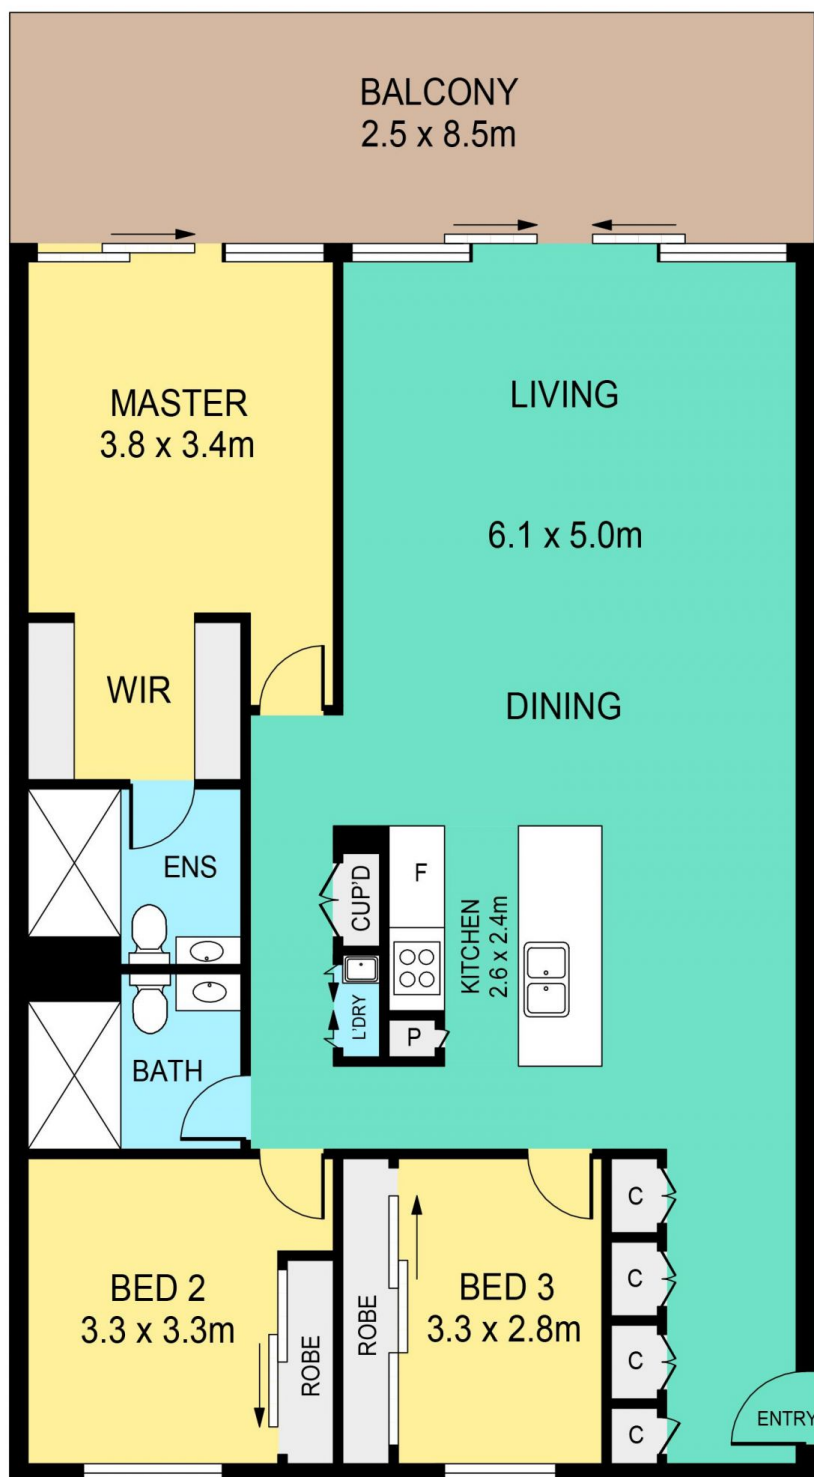 BALCONY
2.5 x 8.5m
MASTER
3.8 x 3.4m
LIVING
6.1 x 5.0m
WIR
DINING
ENS
CUP'D
F
KITCHEN
2.6 x 2.4m
L'DRY
P
BATH
BED 2
3.3 x 3.3m
ROBE
ROBE
BED 3
3.3 x 2.8m
C
C
C
C
ENTRY